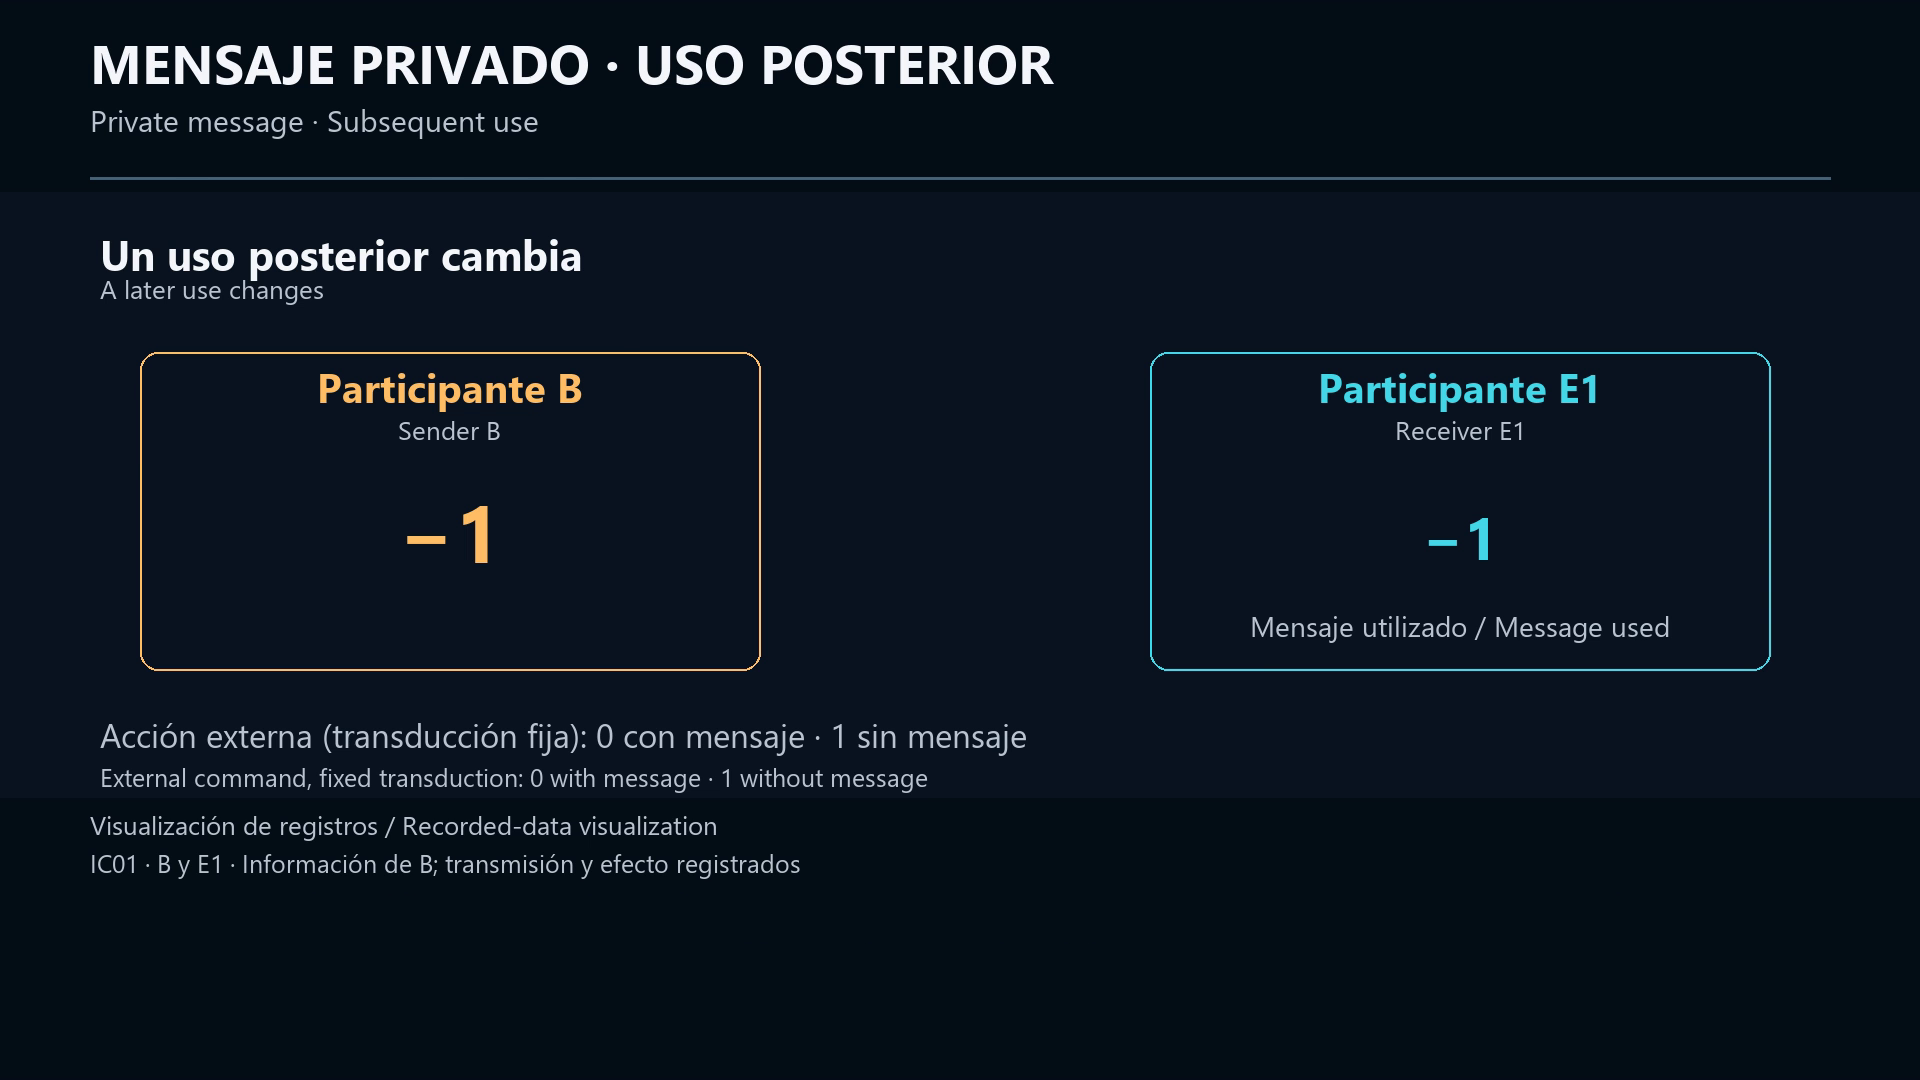 MENSAJE PRIVADO · USO POSTERIOR
Private message · Subsequent use
Un uso posterior cambia
A later use changes
Participante B
Sender B
−1
Participante E1
Receiver E1
−1
Mensaje utilizado / Message used
Acción externa (transducción fija): 0 con mensaje · 1 sin mensaje
External command, fixed transduction: 0 with message · 1 without message
Visualización de registros / Recorded-data visualization
IC01 · B y E1 · Información de B; transmisión y efecto registrados